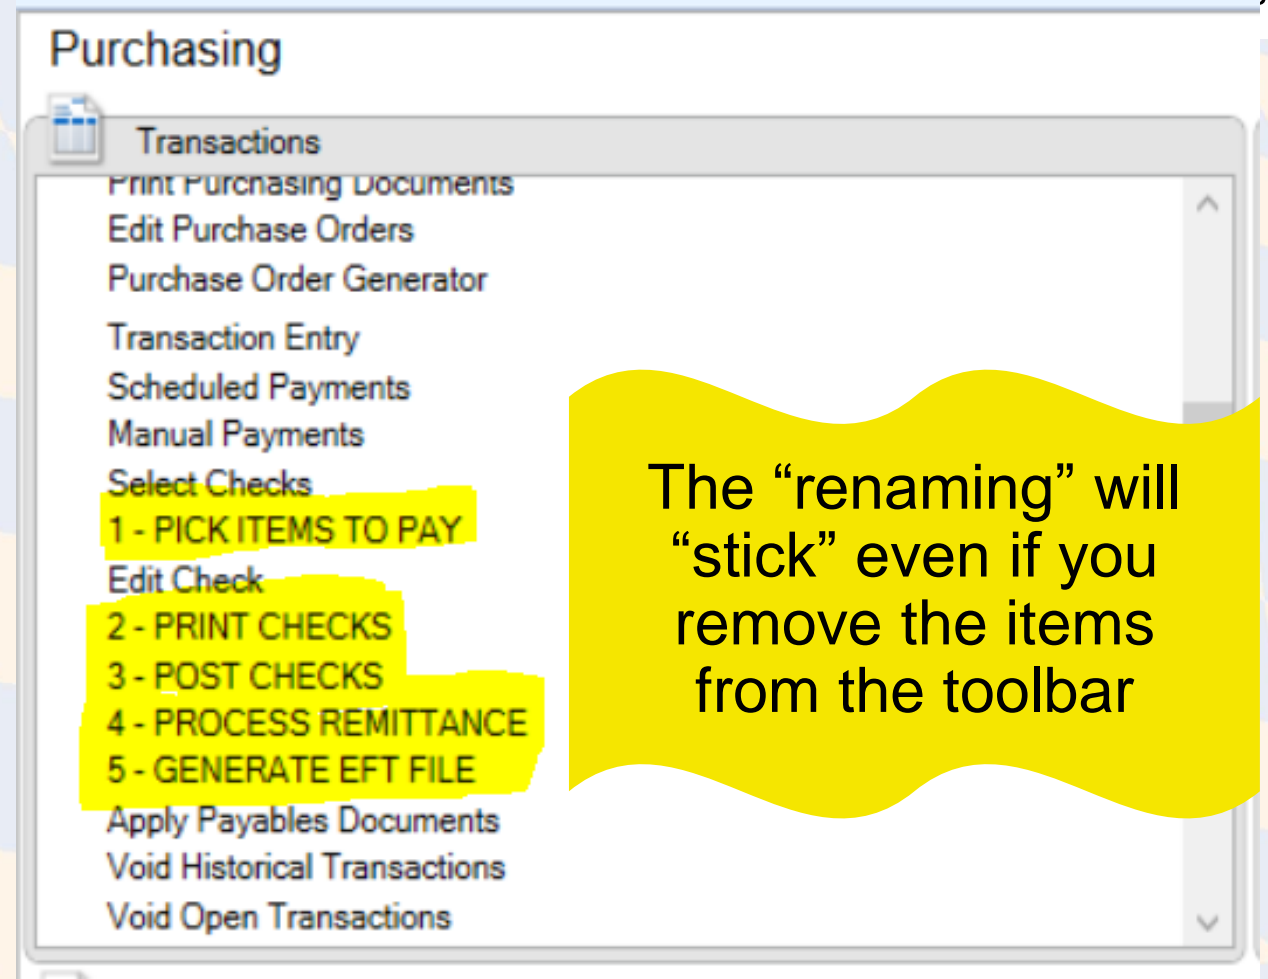 Purchasing
Transactions
Print Purchasing Documents
Edit Purchase Orders
Purchase Order Generator
Transaction Entry
Scheduled Payments
Manual Payments
Select Checks
1 - PICK ITEMS TO PAY
Edit Check
2 - PRINT CHECKS
3 - POST CHECKS
4 - PROCESS REMITTANCE
5 - GENERATE EFT FILE
Apply Payables Documents
Void Historical Transactions
Void Open Transactions
The “renaming” will
“stick” even if you
remove the items
from the toolbar